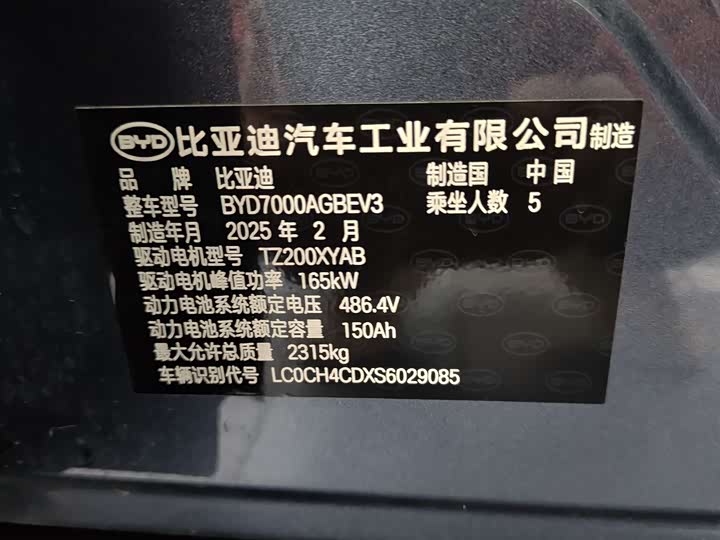 BYD 比亚迪汽车工业有限公司制造
品 牌 比亚迪 制造国 中国
整车型号 BYD7000AGBEV3 乘坐人数 5
制造年月 2025 年 2 月
驱动电机型号 TZ200XYAB
驱动电机峰值功率 165kW
动力电池系统额定电压 486.4V
动力电池系统额定容量 150Ah
最大允许总质量 2315kg
车辆识别代号 LC0CH4CDXS6029085